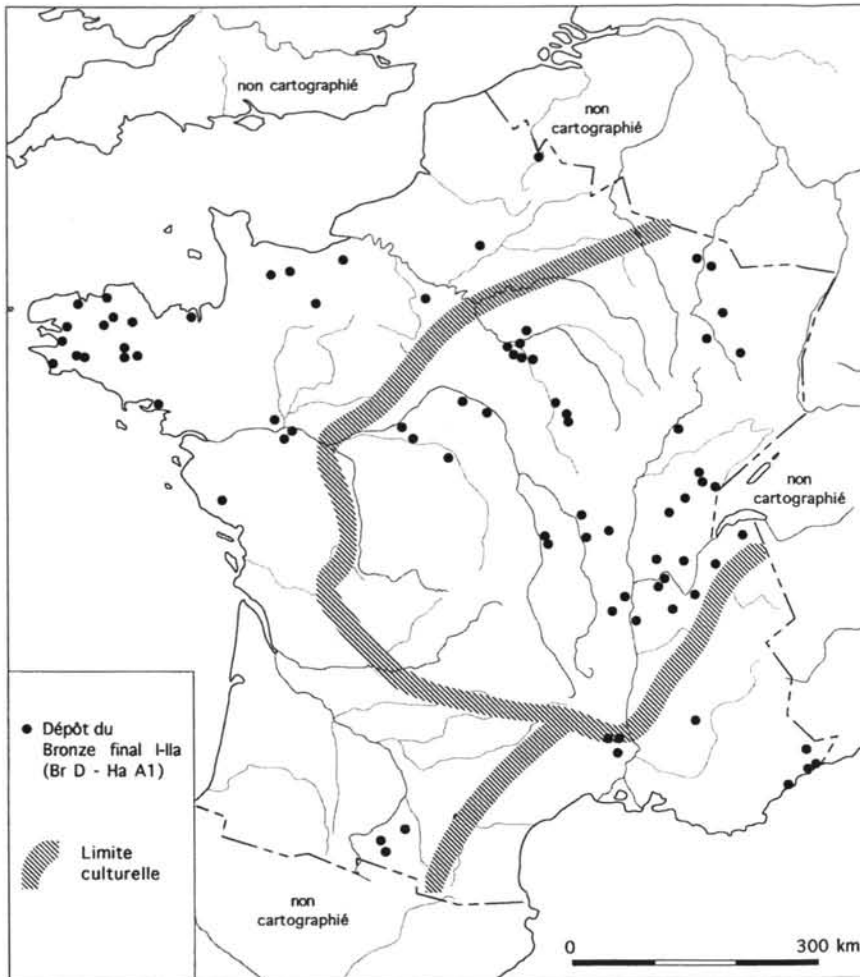 non cartographié
non
cartographié
non
cartographié
Dépôt du
Bronze final I-IIa
(Br D - Ha A1)
Limite
culturelle
non
cartographié
0 300 km